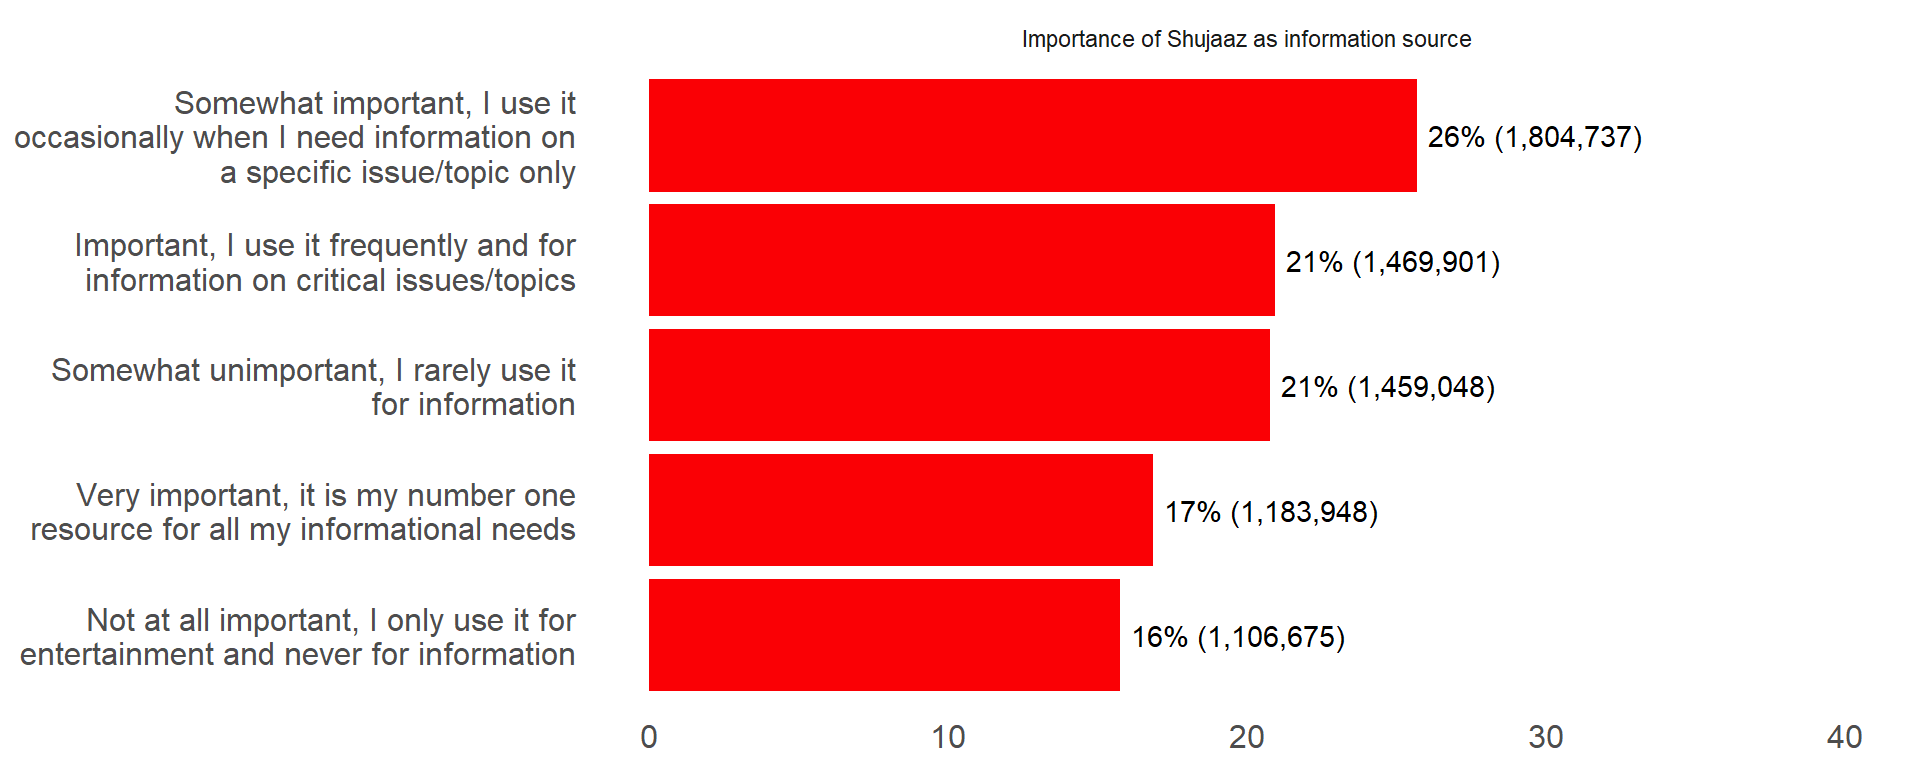 Importance of Shujaaz as information source
Somewhat important, I use it
occasionally when I need information on
a specific issue/topic only
26% (1,804,737)
Important, I use it frequently and for
information on critical issues/topics
21% (1,469,901)
Somewhat unimportant, I rarely use it
for information
21% (1,459,048)
Very important, it is my number one
resource for all my informational needs
17% (1,183,948)
Not at all important, I only use it for
entertainment and never for information
16% (1,106,675)
0 10 20 30 40